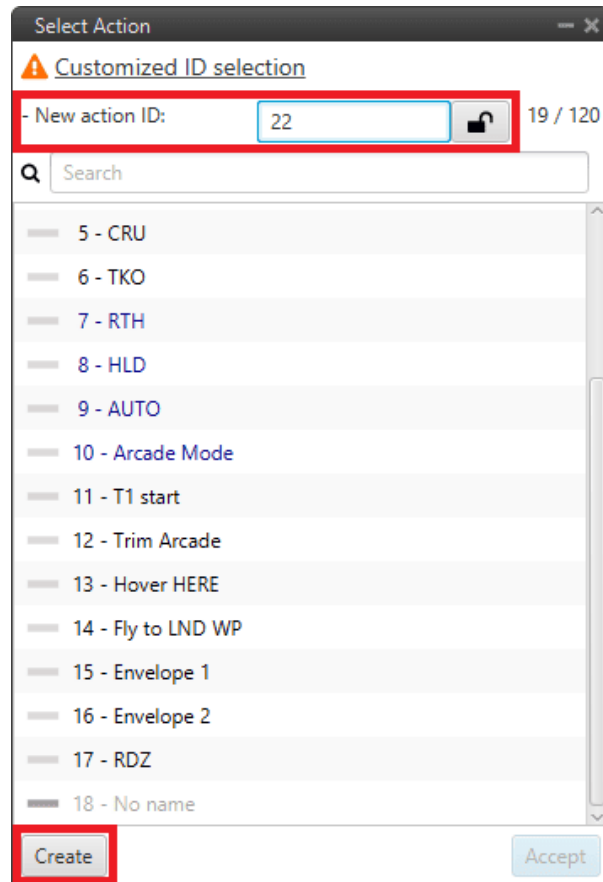 Select Action
Customized ID selection
- New action ID: 22 19 / 120
Search
5 - CRU
6 - TKO
7 - RTH
8 - HLD
9 - AUTO
10 - Arcade Mode
11 - T1 start
12 - Trim Arcade
13 - Hover HERE
14 - Fly to LND WP
15 - Envelope 1
16 - Envelope 2
17 - RDZ
18 - No name
Create Accept